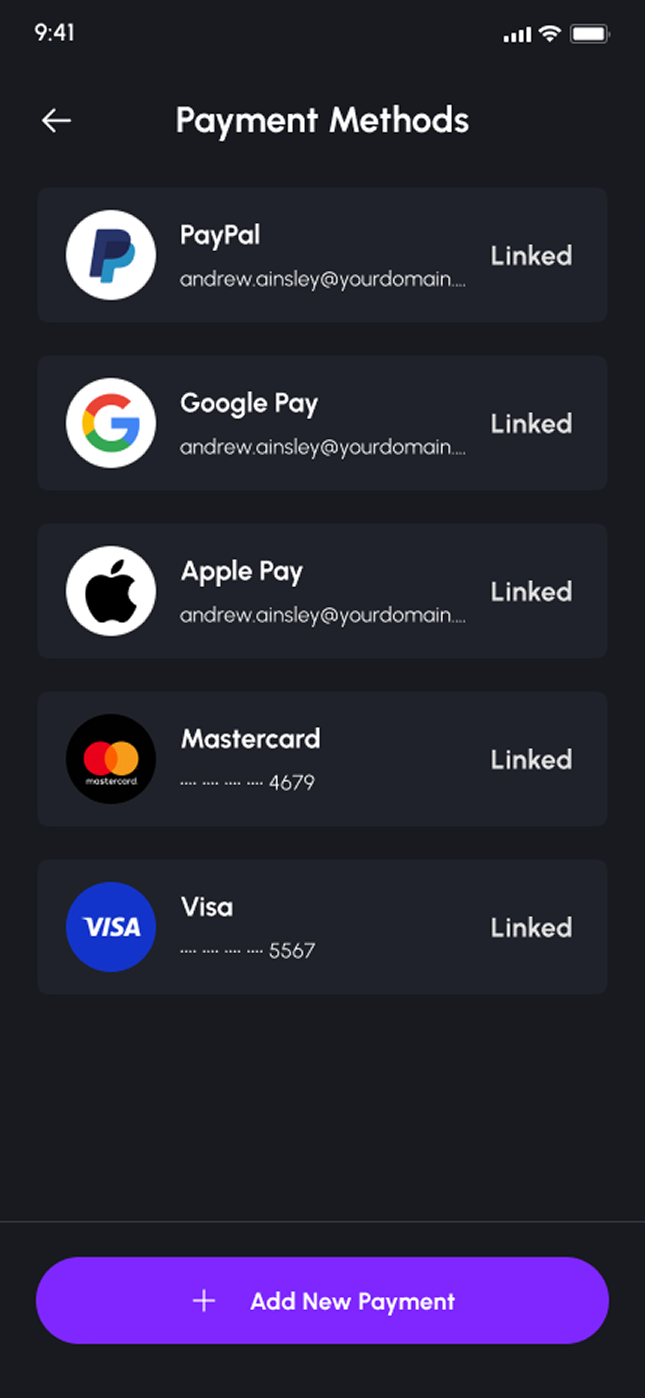 9:41
Payment Methods
PayPal
andrew.ainsley@yourdomain....
Linked
Google Pay
andrew.ainsley@yourdomain....
Linked
Apple Pay
andrew.ainsley@yourdomain....
Linked
mastercard.
Mastercard
···· ···· ···· ···· 4679
Linked
VISA
Visa
···· ···· ···· ···· 5567
Linked
Add New Payment